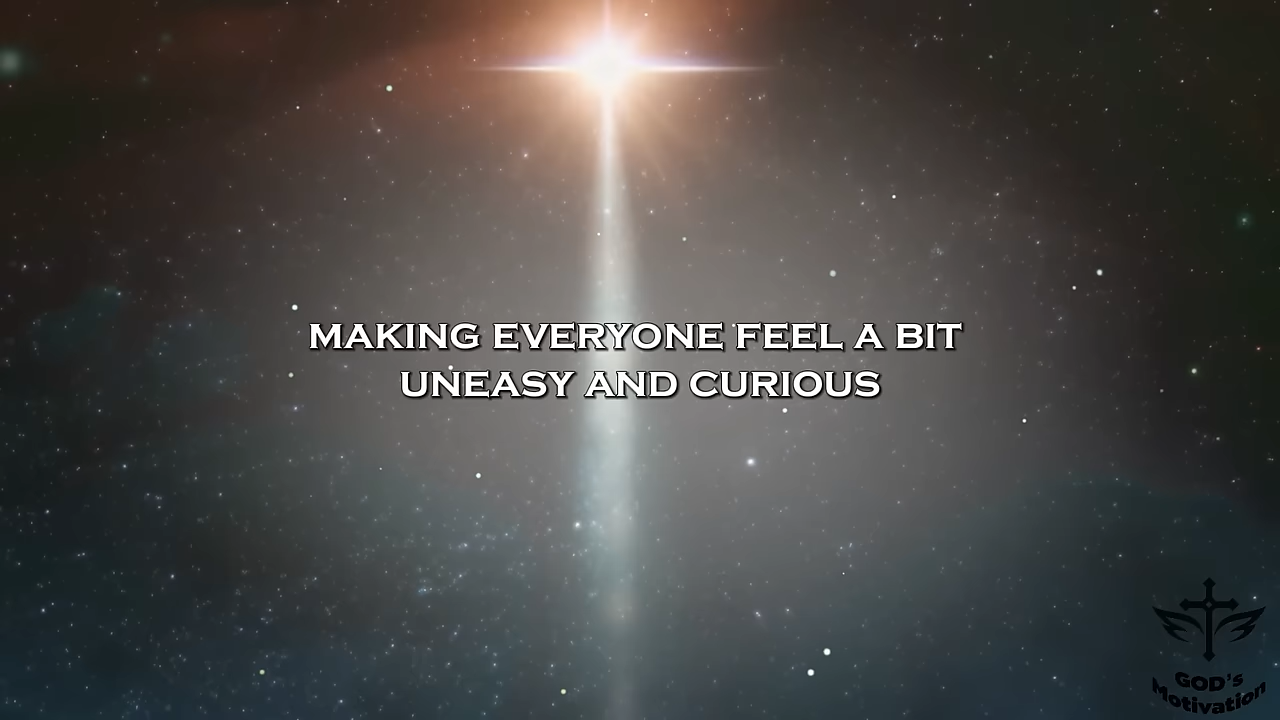 MAKING EVERYONE FEEL A BIT
UNEASY AND CURIOUS
GOD's
Motivation